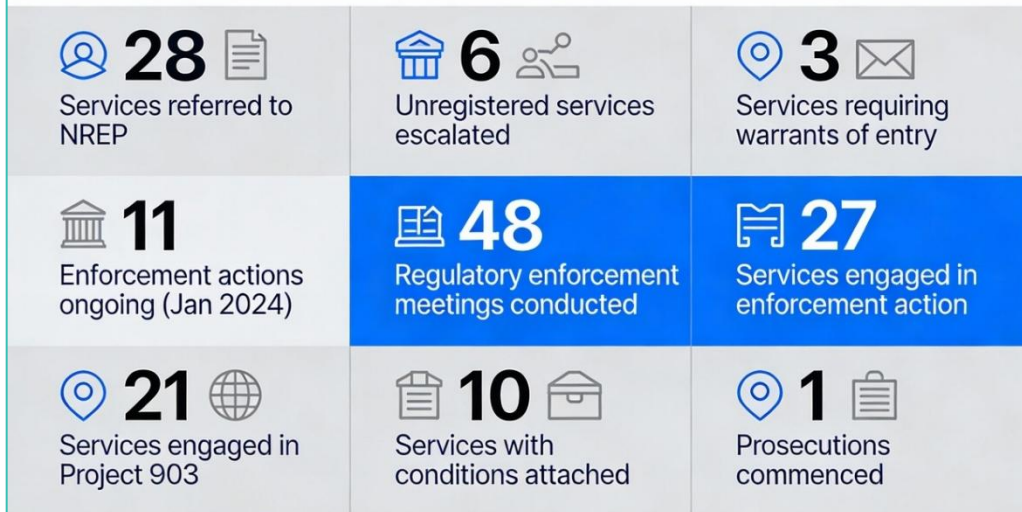 28
Services referred to
NREP
6
Unregistered services
escalated
3
Services requiring
warrants of entry
11
Enforcement actions
ongoing (Jan 2024)
48
Regulatory enforcement
meetings conducted
27
Services engaged in
enforcement action
21
Services engaged in
Project 903
10
Services with
conditions attached
1
Prosecutions
commenced